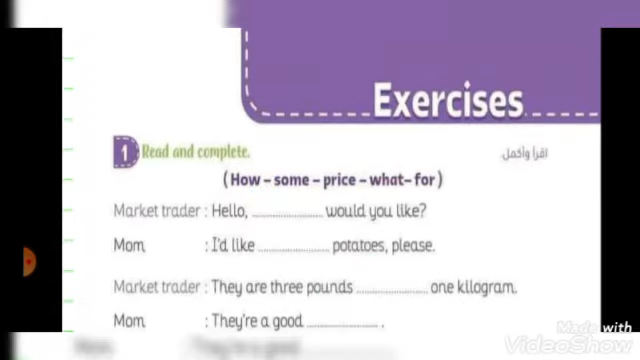 Exercises
1 Read and complete. اقرأ وأكمل.
( How – some – price – what – for )
Market trader : Hello, ........................ would you like?
Mom : I'd like ........................ potatoes, please.
Market trader : They are three pounds ........................ one kilogram.
Mom : They're a good ........................ .
Made with
VideoShow